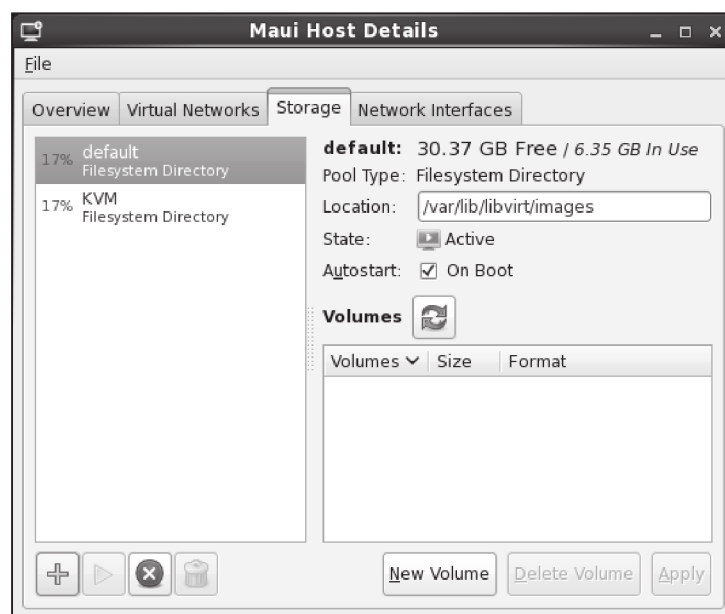 Maui Host Details
File
Overview
Virtual Networks
Storage
Network Interfaces
17% default
Filesystem Directory
17% KVM
Filesystem Directory
default: 30.37 GB Free / 6.35 GB In Use
Pool Type: Filesystem Directory
Location: /var/lib/libvirt/images
State: Active
Autostart: On Boot
Volumes
Volumes Size Format
New Volume
Delete Volume
Apply